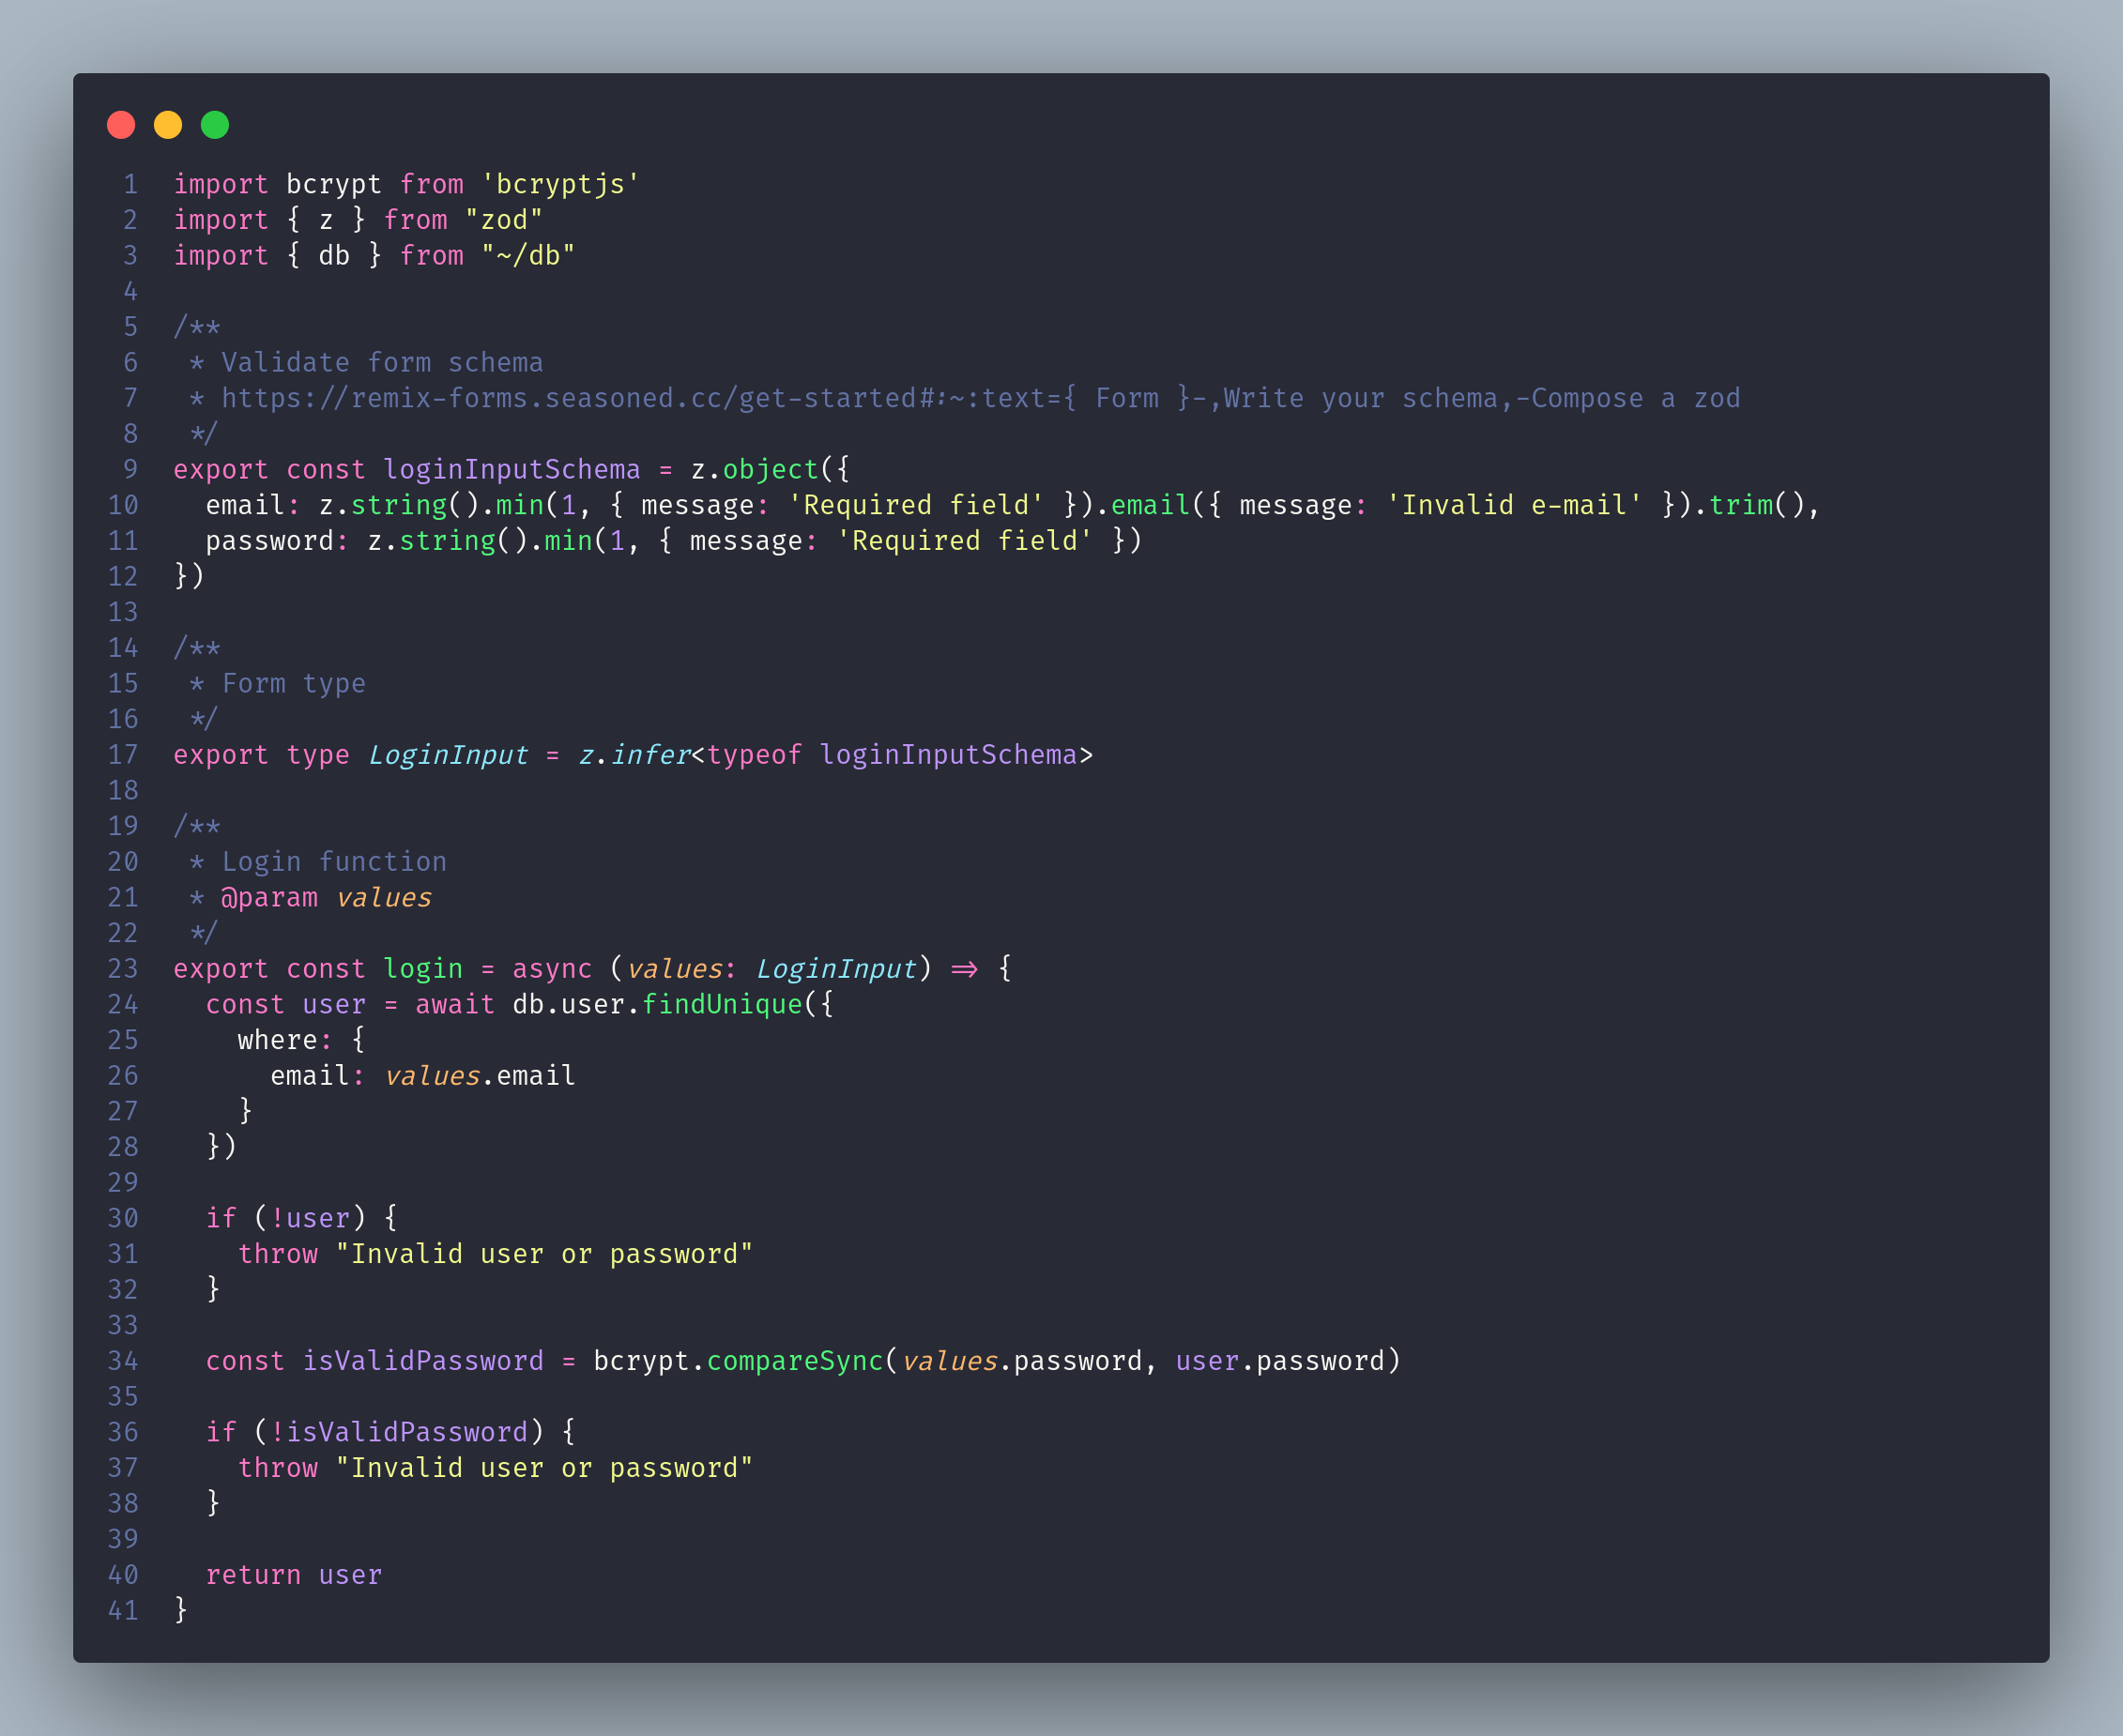 1 import bcrypt from 'bcryptjs'
2 import { z } from "zod"
3 import { db } from "~/db"
4
5 /**
6  * Validate form schema
7  * https://remix-forms.seasoned.cc/get-started#:~:text={ Form }-,Write your schema,-Compose a zod
8  */
9 export const loginInputSchema = z.object({
10   email: z.string().min(1, { message: 'Required field' }).email({ message: 'Invalid e-mail' }).trim(),
11   password: z.string().min(1, { message: 'Required field' })
12 })
13
14 /**
15  * Form type
16  */
17 export type LoginInput = z.infer<typeof loginInputSchema>
18
19 /**
20  * Login function
21  * @param values
22  */
23 export const login = async (values: LoginInput) => {
24   const user = await db.user.findUnique({
25     where: {
26       email: values.email
27     }
28   })
29
30   if (!user) {
31     throw "Invalid user or password"
32   }
33
34   const isValidPassword = bcrypt.compareSync(values.password, user.password)
35
36   if (!isValidPassword) {
37     throw "Invalid user or password"
38   }
39
40   return user
41 }